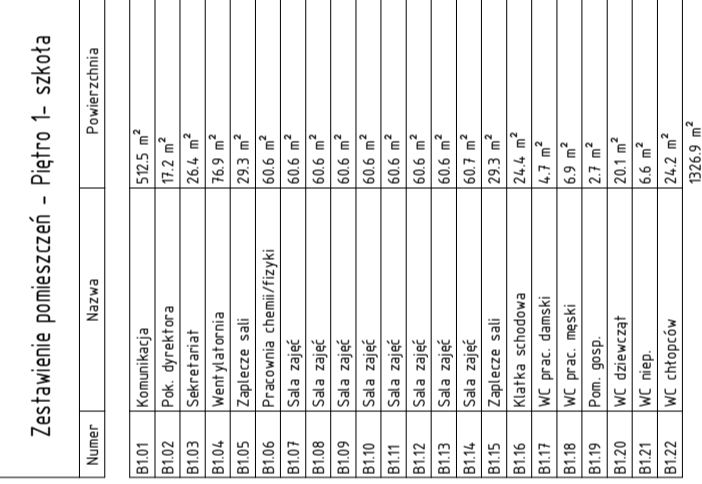 Zestawienie pomieszczeń - Piętro 1- szkoła
Numer Nazwa Powierzchnia
B1.01 Komunikacja 512.5 m²
B1.02 Pok. dyrektora 17.2 m²
B1.03 Sekretariat 26.4 m²
B1.04 Wentylatornia 76.9 m²
B1.05 Zaplecze sali 29.3 m²
B1.06 Pracownia chemii/fizyki 60.6 m²
B1.07 Sala zajęć 60.6 m²
B1.08 Sala zajęć 60.6 m²
B1.09 Sala zajęć 60.6 m²
B1.10 Sala zajęć 60.6 m²
B1.11 Sala zajęć 60.6 m²
B1.12 Sala zajęć 60.6 m²
B1.13 Sala zajęć 60.6 m²
B1.14 Sala zajęć 60.7 m²
B1.15 Zaplecze sali 29.3 m²
B1.16 Klatka schodowa 24.4 m²
B1.17 WC prac. damski 4.7 m²
B1.18 WC prac. męski 6.9 m²
B1.19 Pom. gosp. 2.7 m²
B1.20 WC dziewcząt 20.1 m²
B1.21 WC niep. 6.6 m²
B1.22 WC chłopców 24.2 m²
1326.9 m²